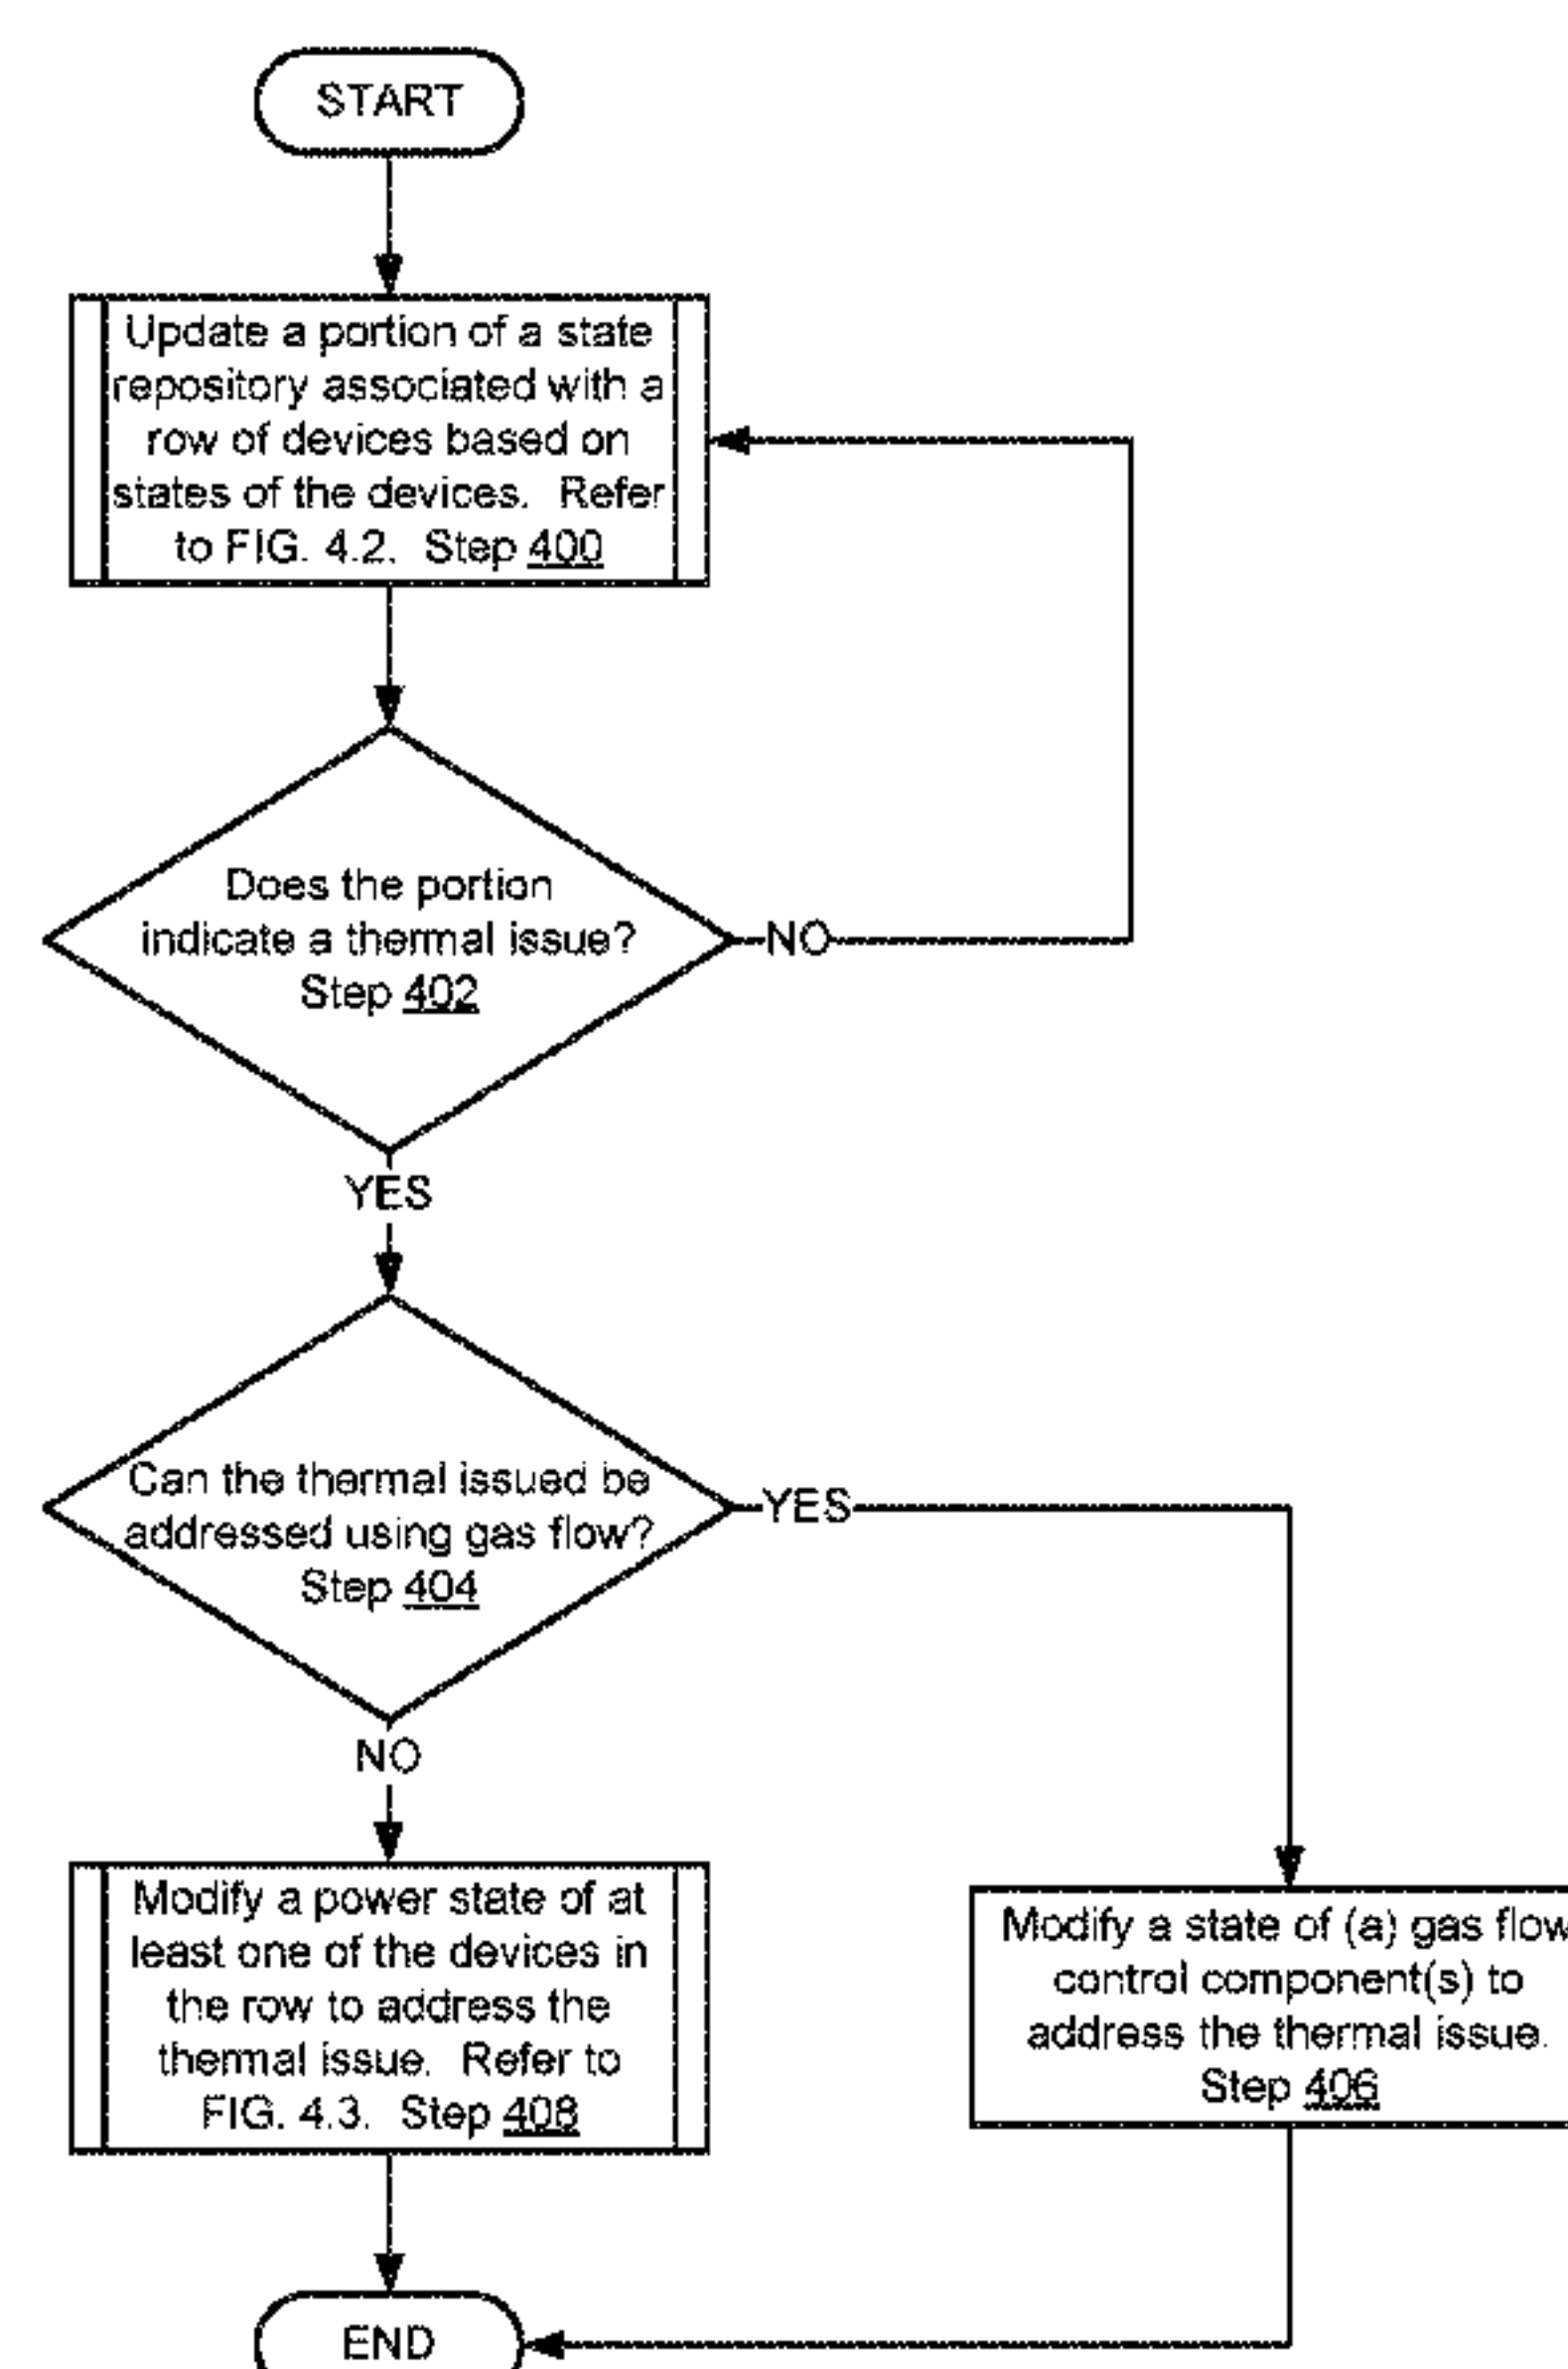 START
Update a portion of a state
repository associated with a
row of devices based on
states of the devices. Refer
to FIG. 4.2. Step 400
Does the portion
indicate a thermal issue?
Step 402
NO
YES
Can the thermal issued be
addressed using gas flow?
Step 404
YES
NO
Modify a power state of at
least one of the devices in
the row to address the
thermal issue. Refer to
FIG. 4.3. Step 408
Modify a state of (a) gas flow
control component(s) to
address the thermal issue.
Step 406
END